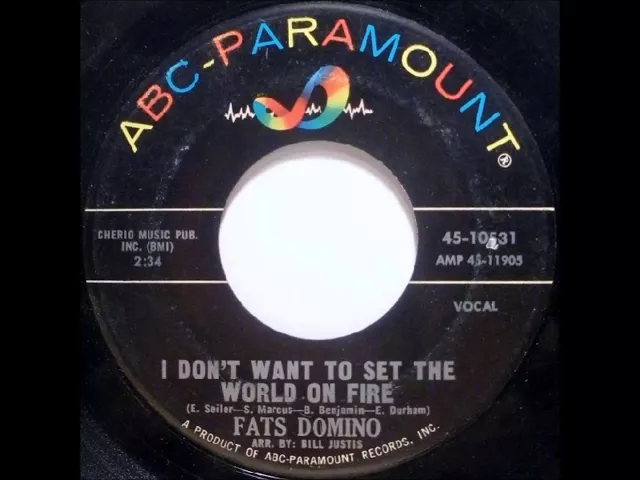 ABC-PARAMOUNT®
CHERIO MUSIC PUB.
INC. (BMI)
2:34
45-10531
AMP 45-11905
VOCAL
I DON'T WANT TO SET THE
WORLD ON FIRE
(E. Seiler—S. Marcus—B. Benjamin—E. Durham)
FATS DOMINO
ARR. BY: BILL JUSTIS
A PRODUCT OF ABC-PARAMOUNT RECORDS, INC.